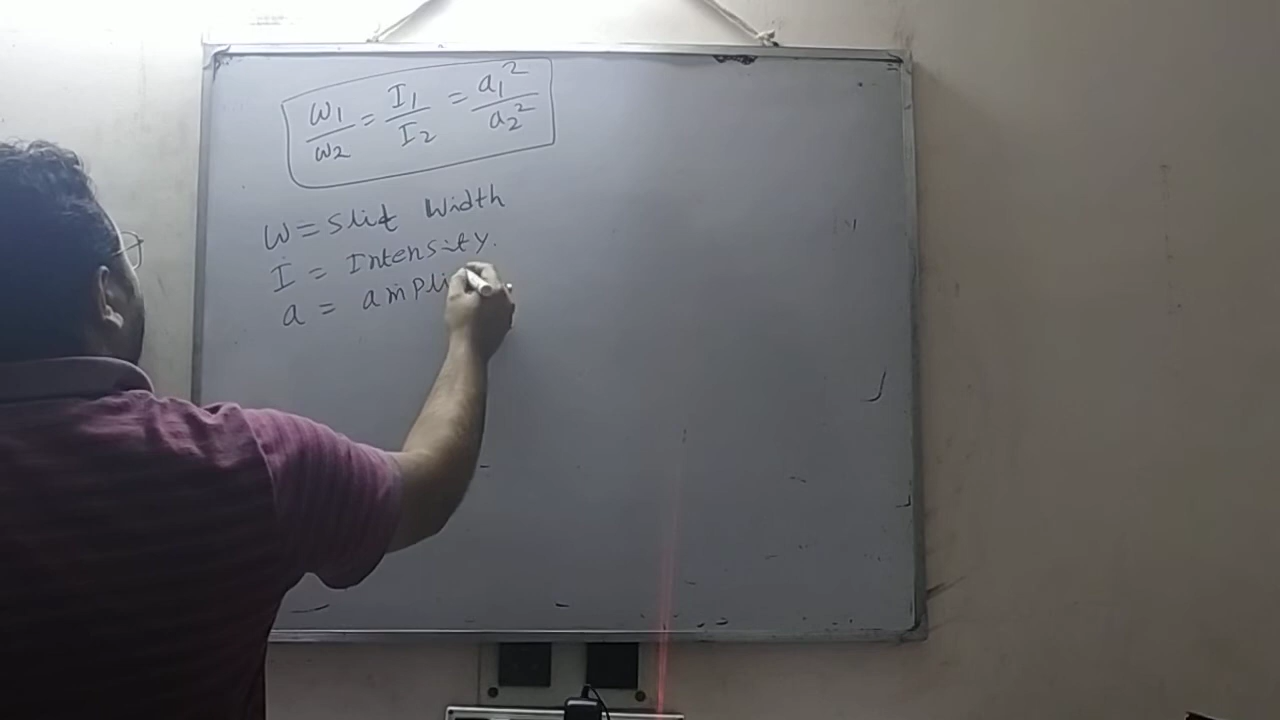 ω1/ω2 = I1/I2 = a1²/a2²
W = slit width
I = Intensity.
a = ampli